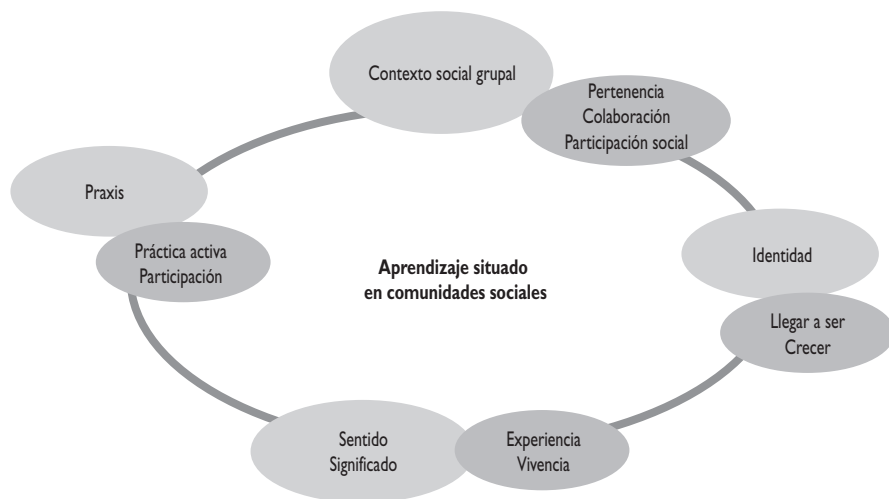 Contexto social grupal
Pertenencia
Colaboración
Participación social
Praxis
Práctica activa
Participación
Identidad
Aprendizaje situado
en comunidades sociales
Llegar a ser
Crecer
Sentido
Significado
Experiencia
Vivencia